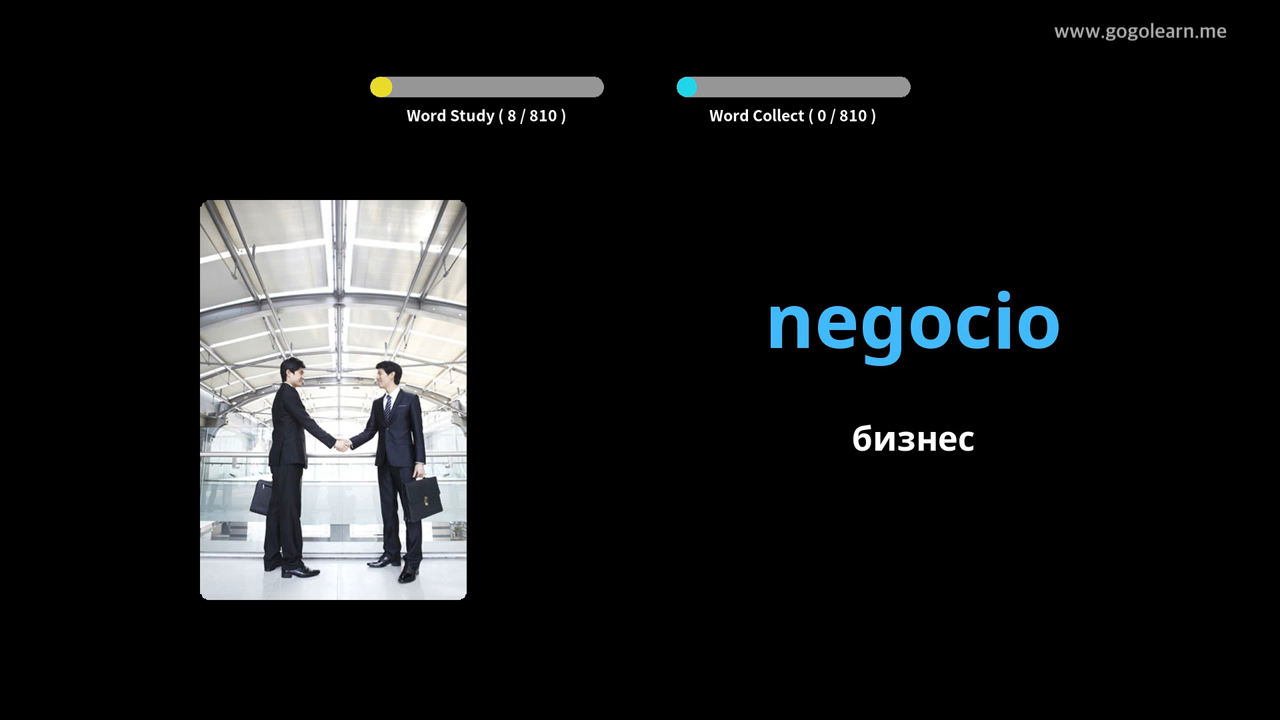 www.gogolearn.me
Word Study ( 8 / 810 )
Word Collect ( 0 / 810 )
negocio
бизнес